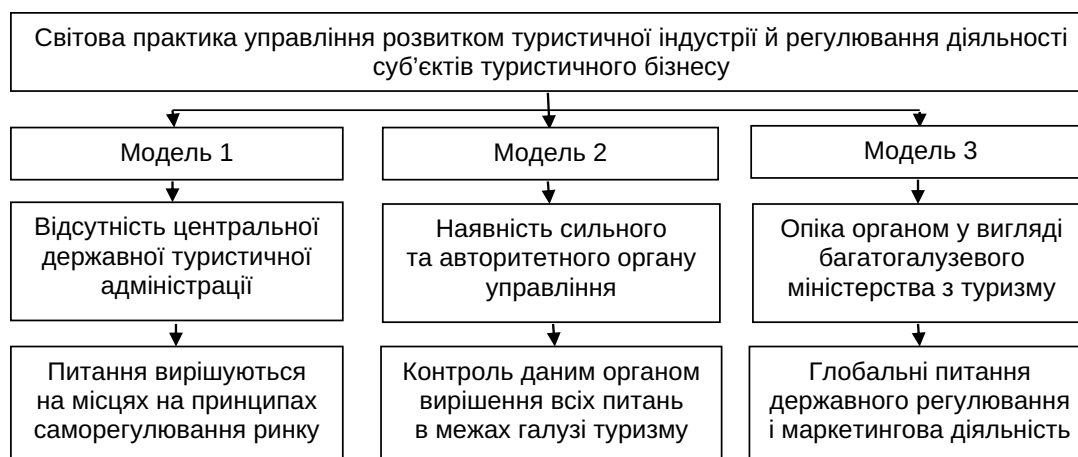 Світова практика управління розвитком туристичної індустрії й регулювання діяльності
суб’єктів туристичного бізнесу
Модель 1
Модель 2
Модель 3
Відсутність центральної
державної туристичної
адміністрації
Наявність сильного
та авторитетного органу
управління
Опіка органом у вигляді
багатогалузевого
міністерства з туризму
Питання вирішуються
на місцях на принципах
саморегулювання ринку
Контроль даним органом
вирішення всіх питань
в межах галузі туризму
Глобальні питання
державного регулювання
і маркетингова діяльність